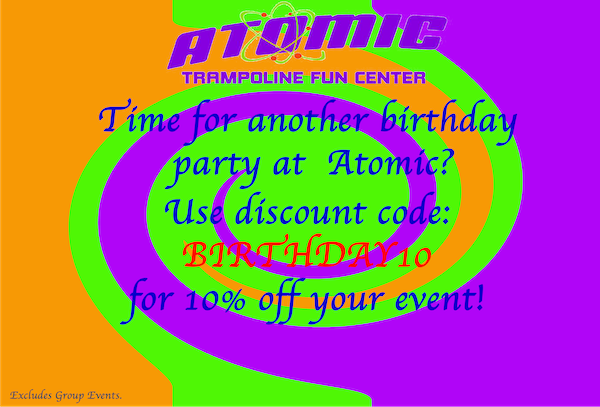 ATOMIC
TRAMPOLINE FUN CENTER
Time for another birthday
party at Atomic?
Use discount code:
BIRTHDAY10
for 10% off your event!
Excludes Group Events.